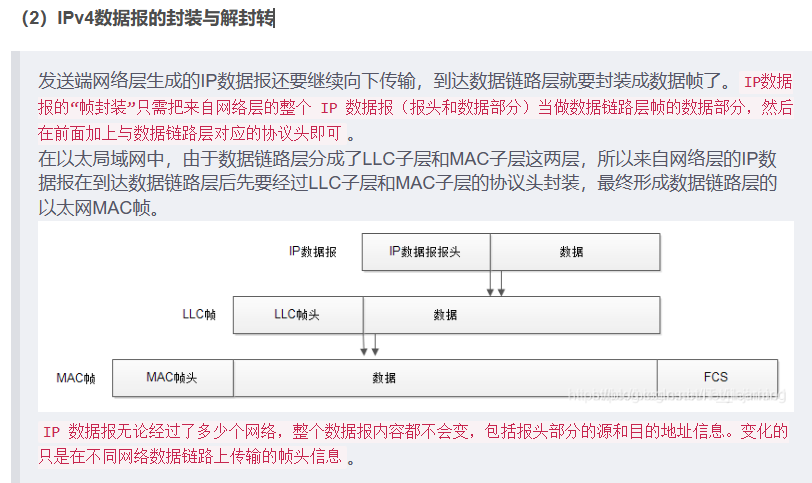 （2）IPv4数据报的封装与解封转
发送端网络层生成的IP数据报还要继续向下传输，到达数据链路层就要封装成数据帧了。 IP数据
报的“帧封装”只需把来自网络层的整个 IP 数据报（报头和数据部分）当做数据链路层帧的数据部分，然后
在前面加上与数据链路层对应的协议头即可 。
在以太局域网中，由于数据链路层分成了LLC子层和MAC子层这两层，所以来自网络层的IP数
据报在到达数据链路层后先要经过LLC子层和MAC子层的协议头封装，最终形成数据链路层的
以太网MAC帧。
IP数据报 IP数据报报头 数据
LLC帧 LLC帧头 数据
MAC帧 MAC帧头 数据 FCS
IP 数据报无论经过了多少个网络，整个数据报内容都不会变，包括报头部分的源和目的地址信息。变化的
只是在不同网络数据链路上传输的帧头信息 。